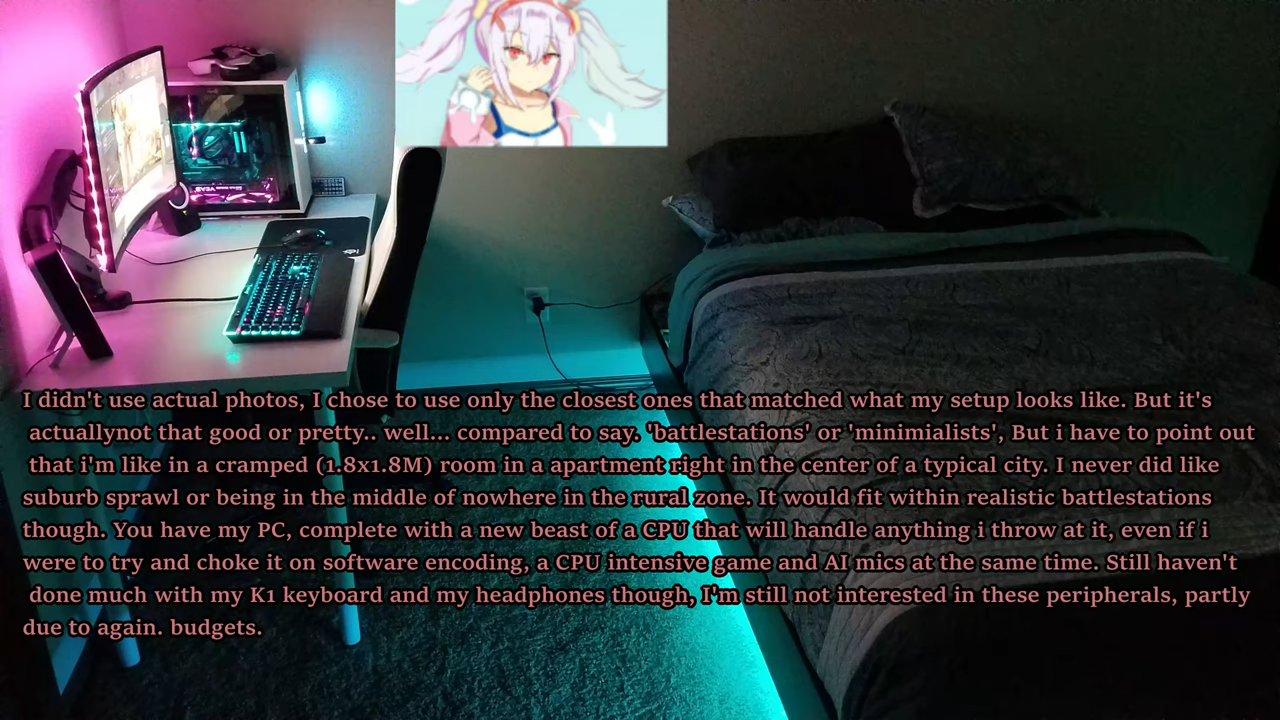 I didn't use actual photos, I chose to use only the closest ones that matched what my setup looks like. But it's
actuallynot that good or pretty.. well... compared to say. 'battlestations' or 'minimialists', But i have to point out
that i'm like in a cramped (1.8x1.8M) room in a apartment right in the center of a typical city. I never did like
suburb sprawl or being in the middle of nowhere in the rural zone. It would fit within realistic battlestations
though. You have my PC, complete with a new beast of a CPU that will handle anything i throw at it, even if i
were to try and choke it on software encoding, a CPU intensive game and AI mics at the same time. Still haven't
done much with my K1 keyboard and my headphones though, I'm still not interested in these peripherals, partly
due to again. budgets.